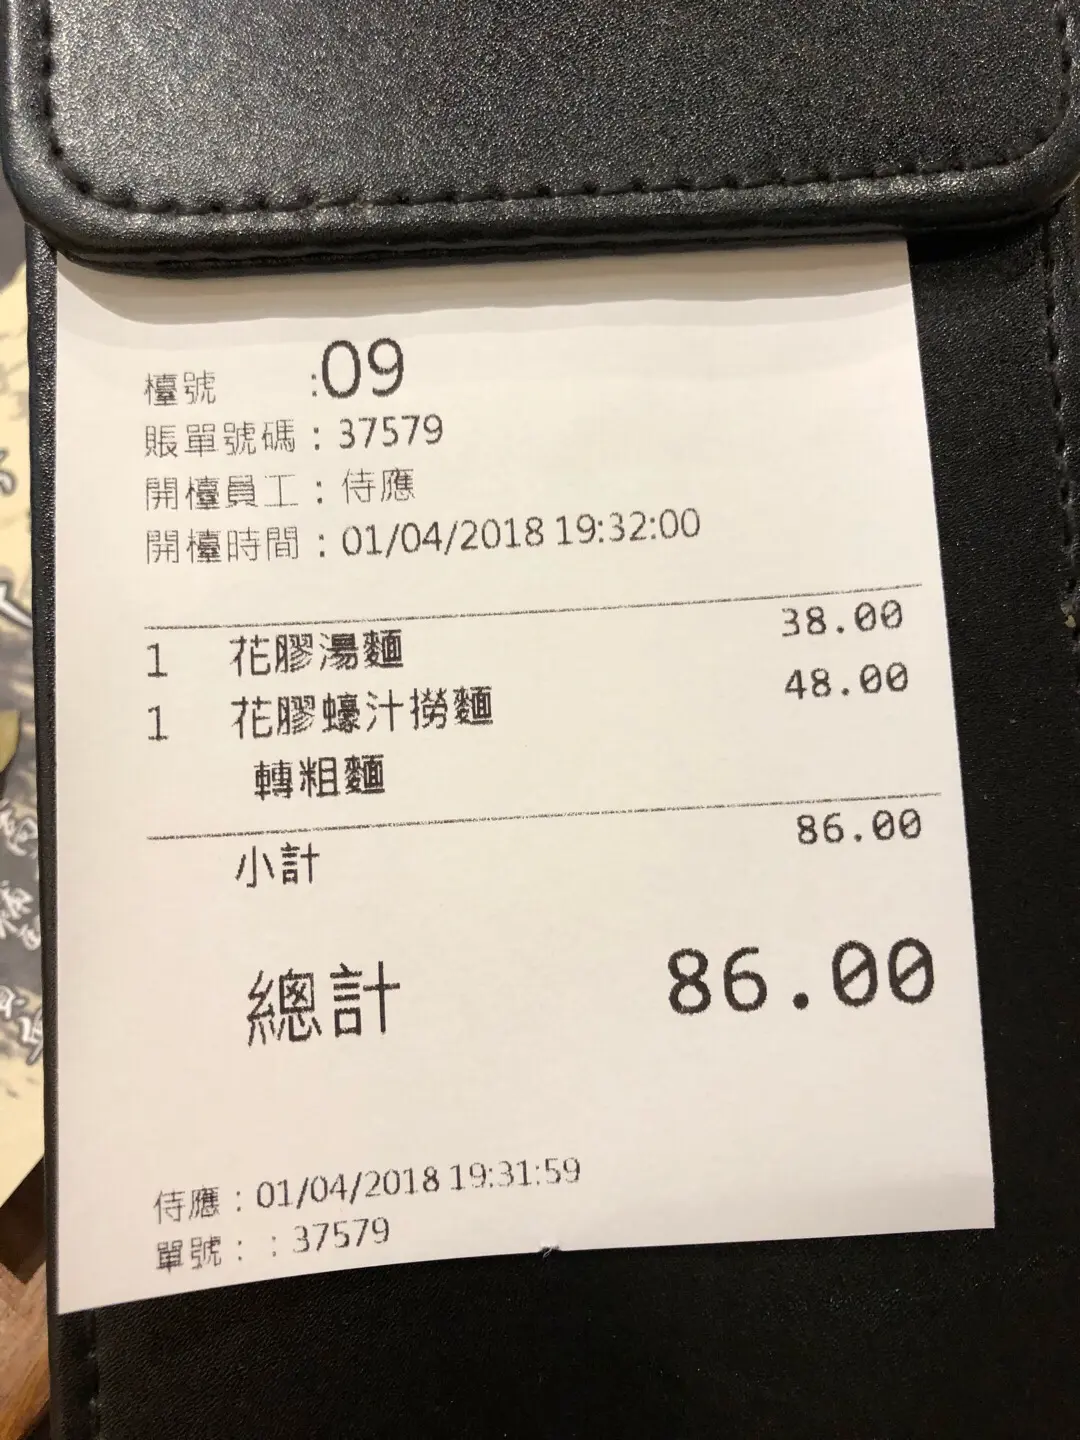 檯號 :09
賬單號碼：37579
開檯員工：侍應
開檯時間：01/04/2018 19:32:00
1 花膠湯麵 38.00
1 花膠蠔汁撈麵 48.00
轉粗麵
小計 86.00
總計 86.00
侍應：01/04/2018 19:31:59
單號：：37579